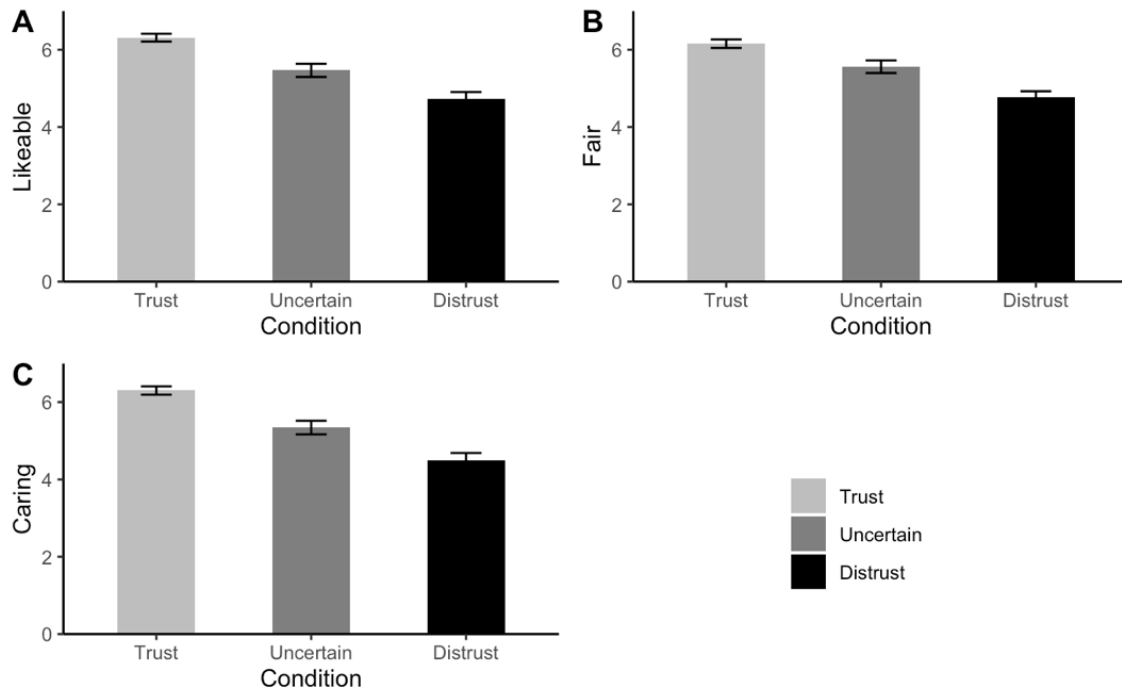 A
Likeable
6
4
2
0
Trust Uncertain Distrust
Condition
B
Fair
6
4
2
0
Trust Uncertain Distrust
Condition
C
Caring
6
4
2
0
Trust Uncertain Distrust
Condition
Trust
Uncertain
Distrust